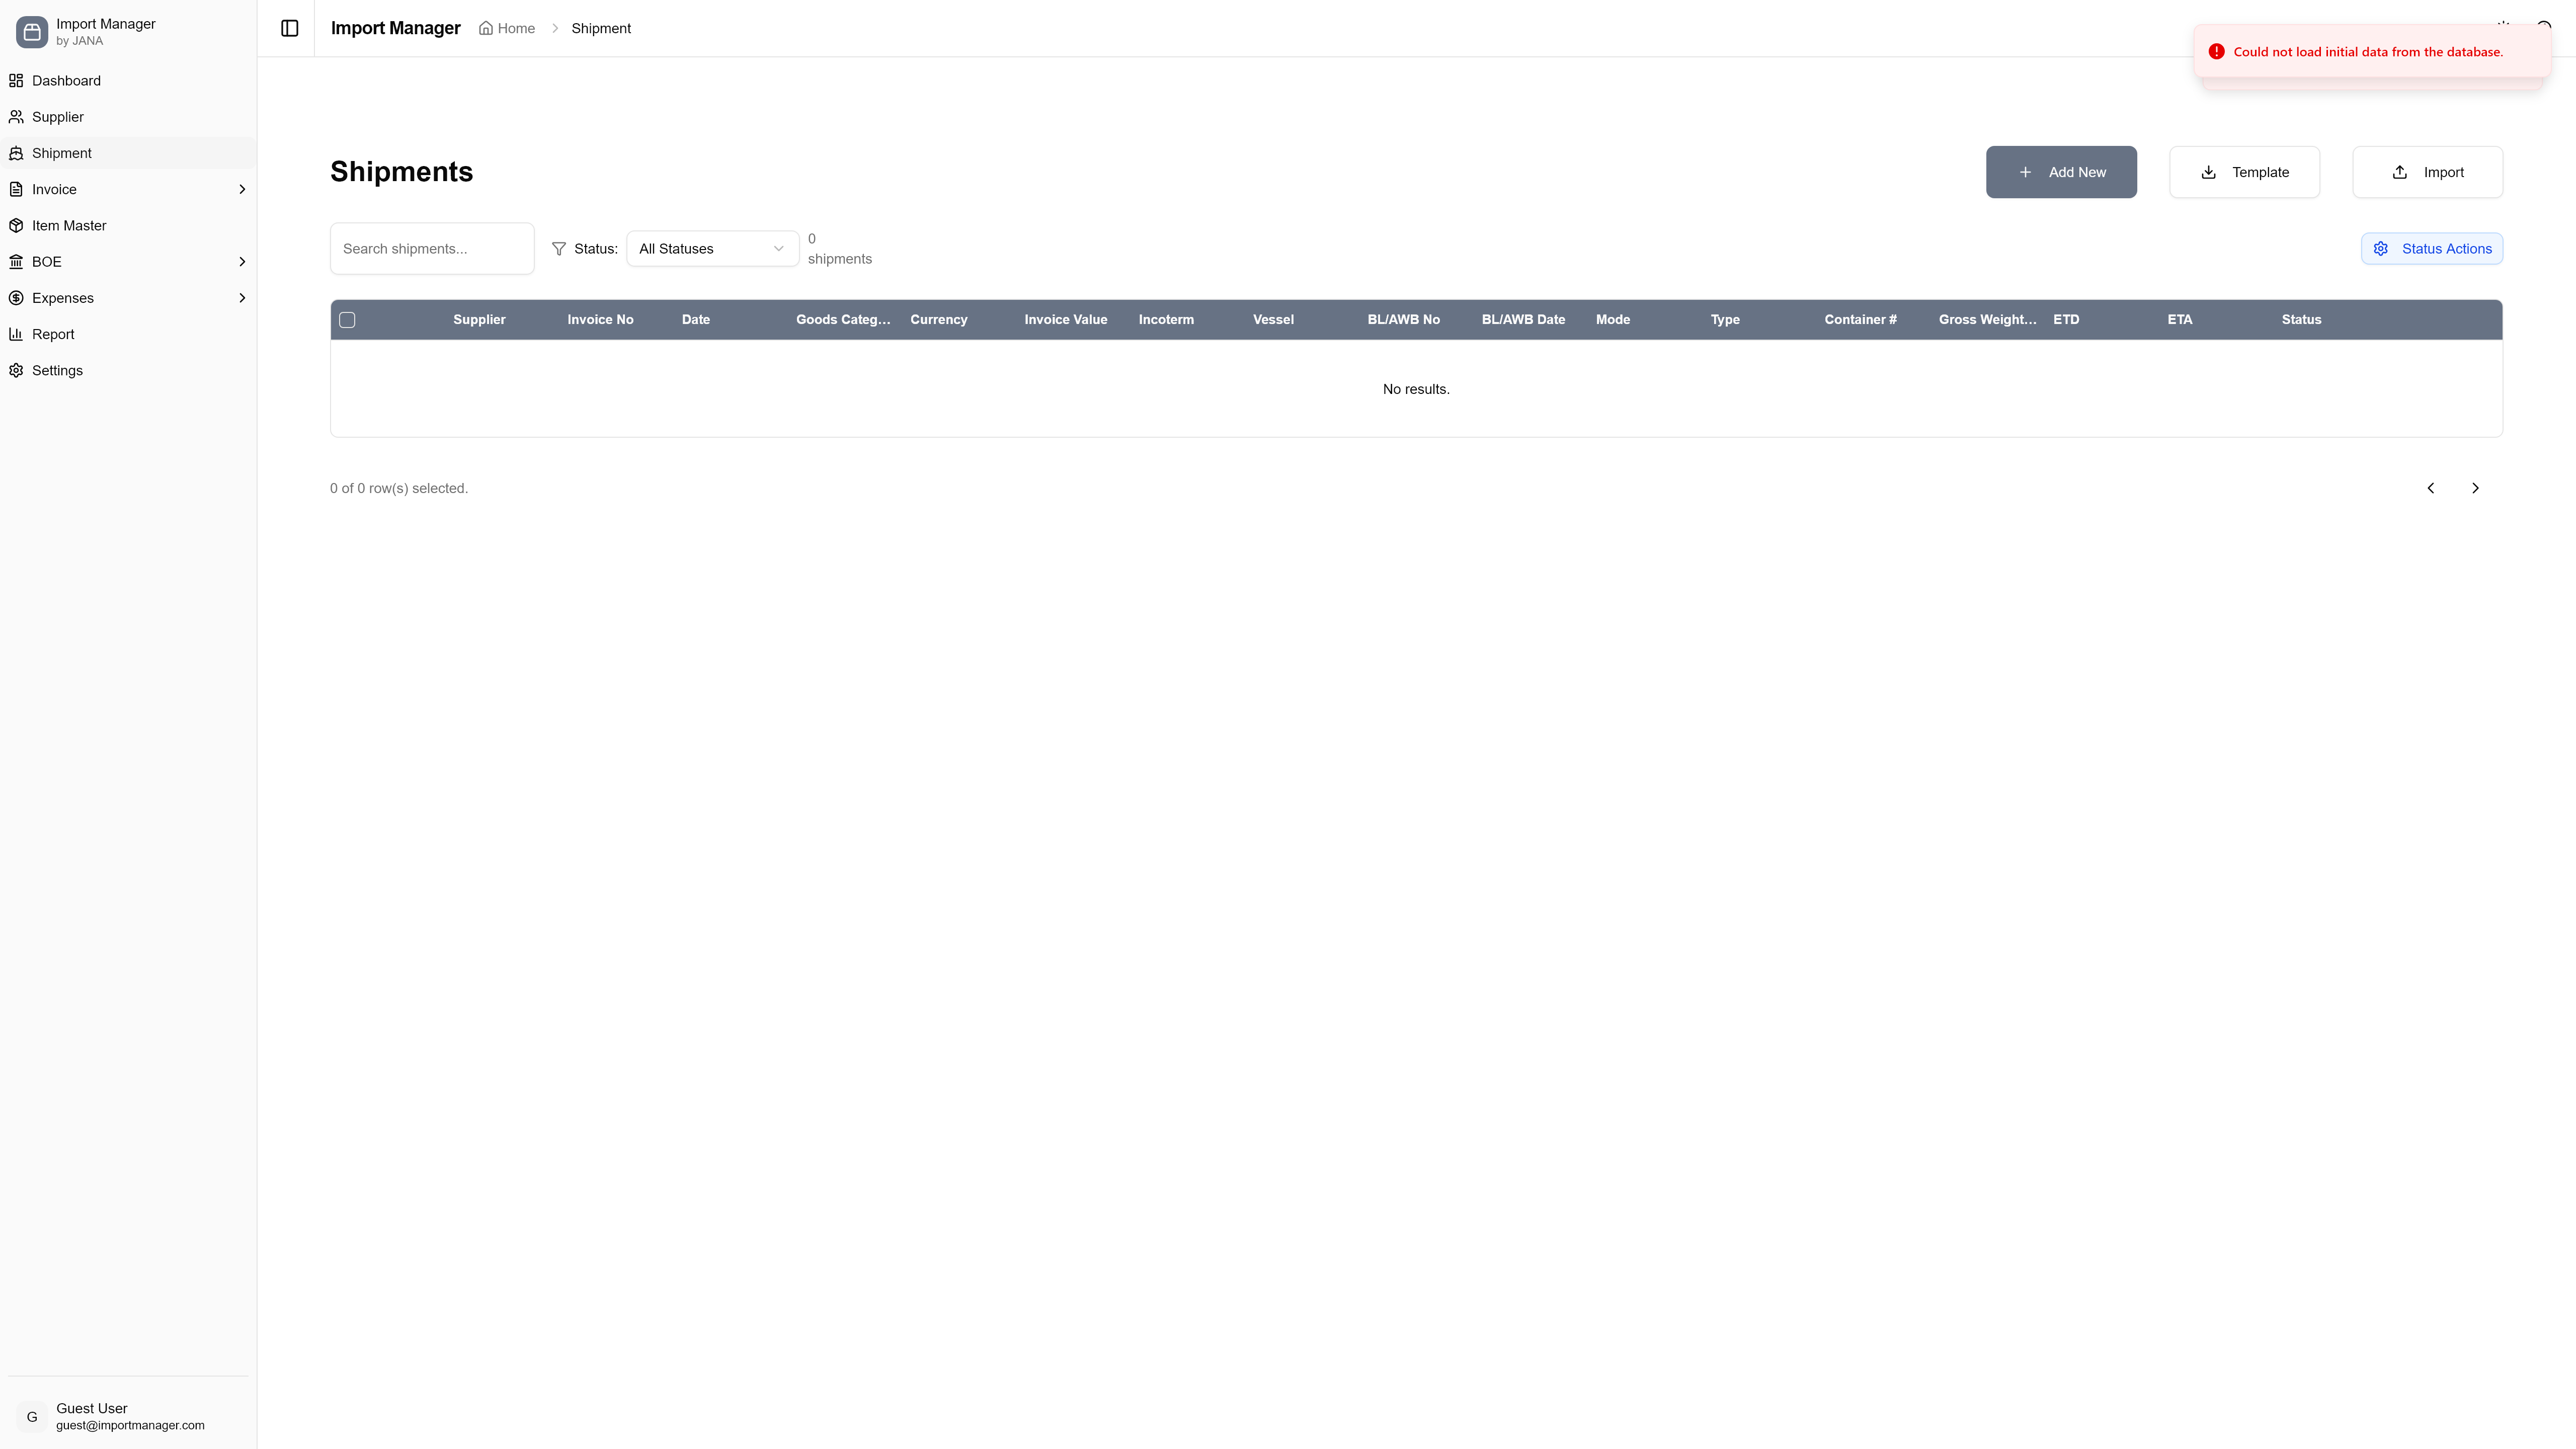 Import Manager
by JANA
Dashboard
Supplier
Shipment
Invoice
Item Master
BOE
Expenses
Report
Settings
Guest User
G
guest@importmanager.com
Import Manager
Home
Shipment
Could not load initial data from the database.
Shipments
Add New
Template
Import
Search shipments...
Status:
All Statuses
0
shipments
Status Actions
Supplier
Invoice No
Date
Goods Categ...
Currency
Invoice Value
Incoterm
Vessel
BL/AWB No
BL/AWB Date
Mode
Type
Container #
Gross Weight...
ETD
ETA
Status
No results.
0 of 0 row(s) selected.